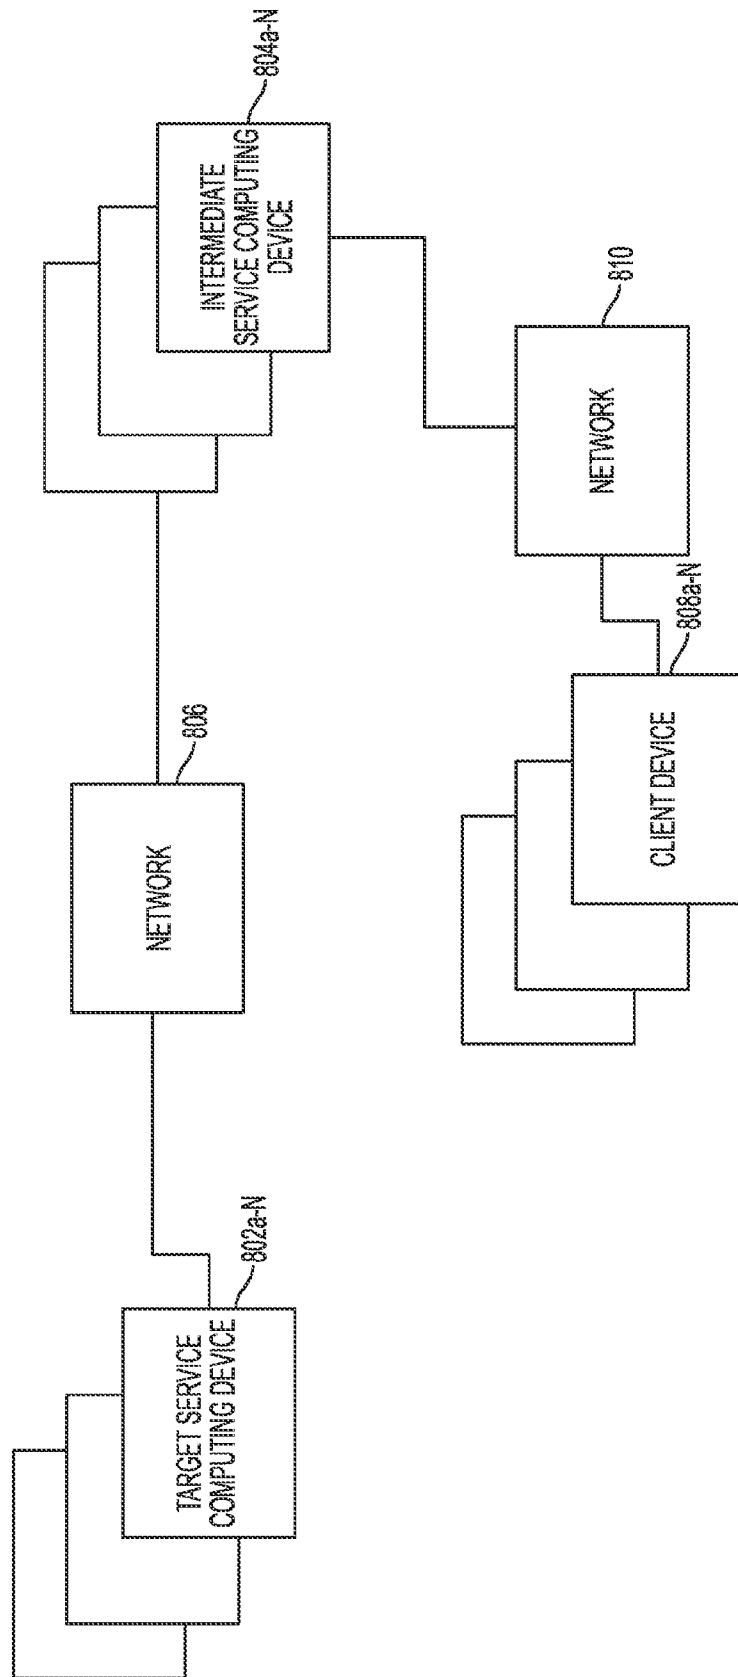 TARGET SERVICE
COMPUTING DEVICE
802a-N
NETWORK
806
INTERMEDIATE
SERVICE COMPUTING
DEVICE
804a-N
CLIENT DEVICE
808a-N
NETWORK
810